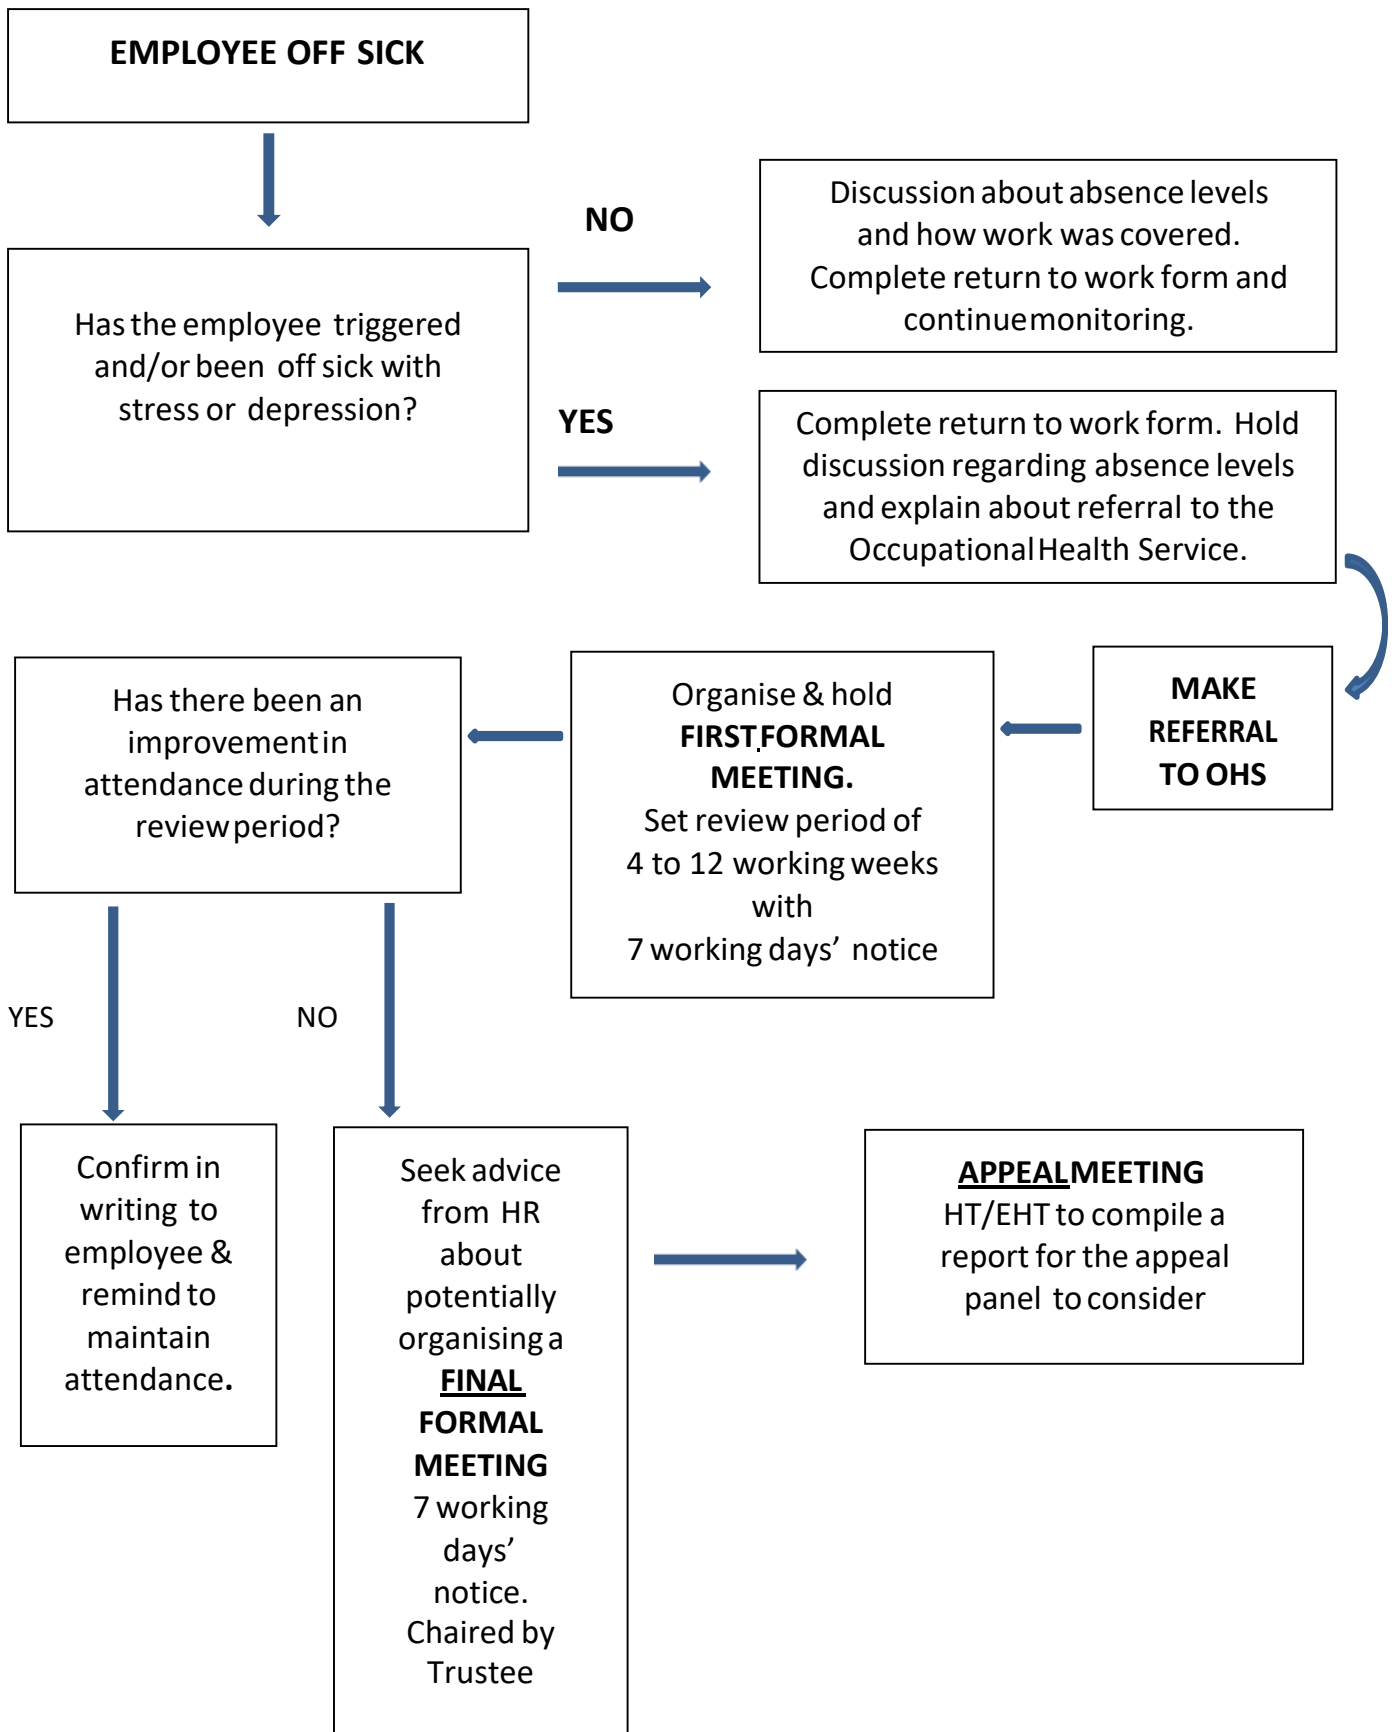 EMPLOYEE OFF SICK
NO
Discussion about absence levels
and how work was covered.
Complete return to work form and
continuemonitoring.
Has the employee triggered
and/or been off sick with
stress or depression?
YES
Complete return to work form. Hold
discussion regarding absence levels
and explain about referral to the
OccupationalHealth Service.
MAKE
REFERRAL
TO OHS
Organise & hold
FIRST FORMAL
MEETING.
Set review period of
4 to 12 working weeks
with
7 working days’ notice
Has there been an
improvement in
attendance during the
review period?
YES
NO
Confirm in
writing to
employee &
remind to
maintain
attendance.
Seek advice
from HR
about
potentially
organising a
FINAL
FORMAL
MEETING
7 working
days’
notice.
Chaired by
Trustee
APPEALMEETING
HT/EHT to compile a
report for the appeal
panel to consider